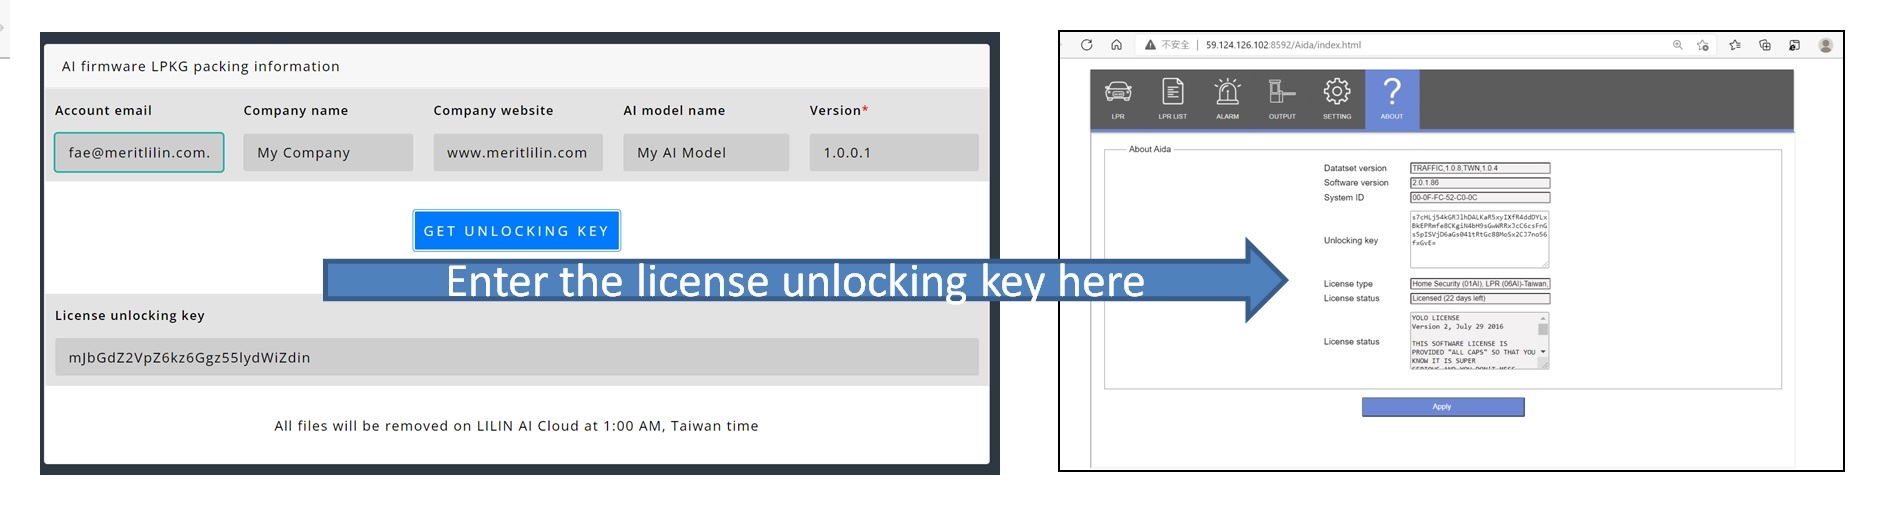 AI firmware LPKG packing information
Account email Company name Company website AI model name Version*
fae@meritlilin.com. My Company www.meritlilin.com My AI Model 1.0.0.1
GET UNLOCKING KEY
Enter the license unlocking key here
License unlocking key
mJbGdZ2VpZ6kz6Ggz55lydWiZdin
All files will be removed on LILIN AI Cloud at 1:00 AM, Taiwan time
不安全 | 59.124.126.102:8592/Aida/index.html
LPR LPR LIST ALARM OUTPUT SETTING ABOUT
About Aida
Datatset version TRAFFIC,1.0.8,TWN,1.0.4
Software version 2.0.1.86
System ID 00-0F-FC-52-C0-0C
Unlocking key
License type Home Security (01AI), LPR (06AI)-Taiwan,
License status Licensed (22 days left)
License status
YOLO LICENSE
Version 2, July 29 2016
THIS SOFTWARE LICENSE IS
PROVIDED "ALL CAPS" SO THAT YOU
KNOW IT IS SUPER
SERIOUS AND YOU DON'T MESS
Apply